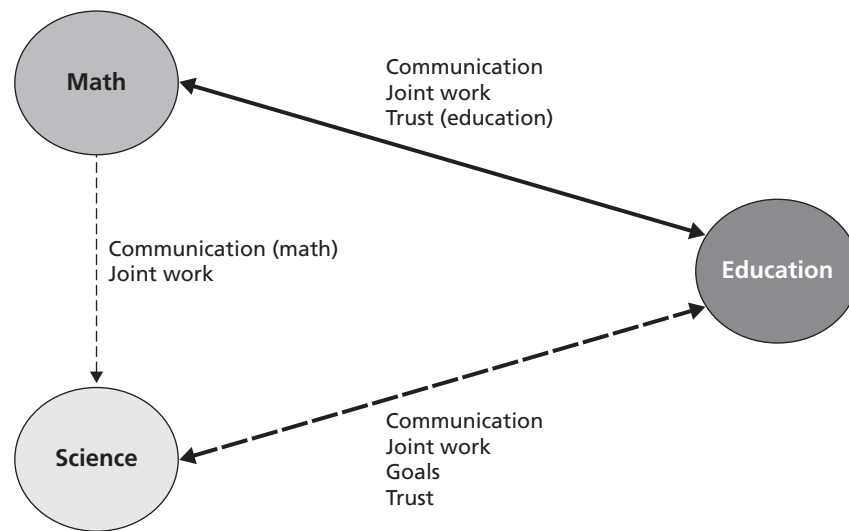 Math
Communication
Joint work
Trust (education)
Communication (math)
Joint work
Education
Science
Communication
Joint work
Goals
Trust